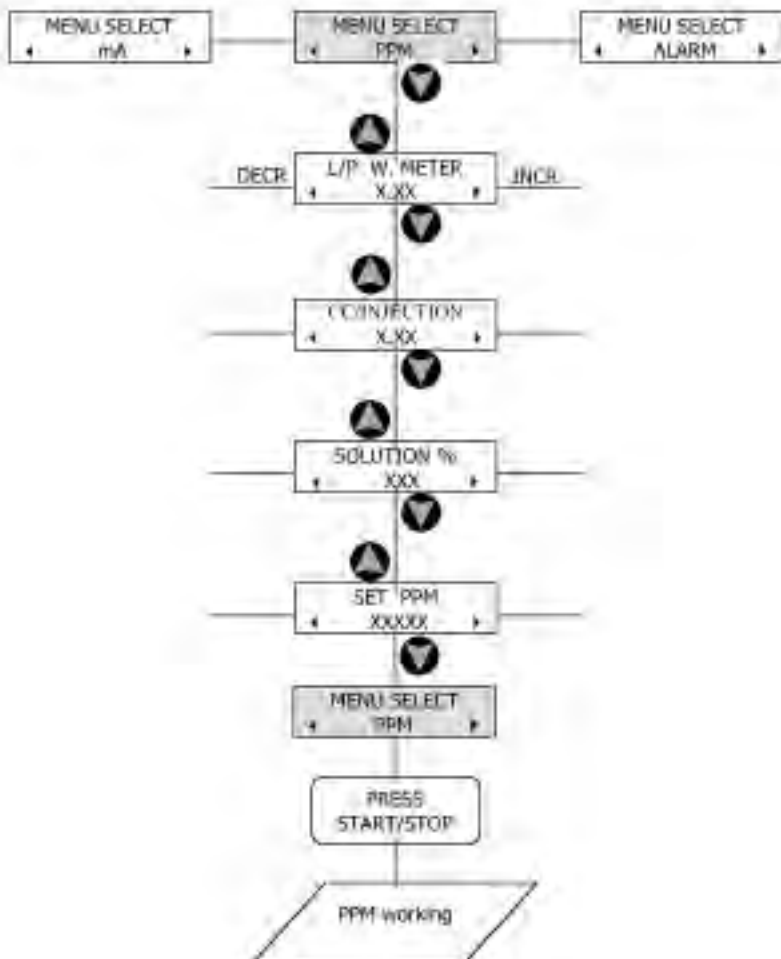 MENU SELECT
mA
MENU SELECT
PPM
MENU SELECT
ALARM
DECR
L/P W. METER
X.XX
INCR
CC/INJECTION
X.XX
SOLUTION %
XXX
SET PPM
XXXXX
MENU SELECT
PPM
PRESS
START/STOP
PPM working